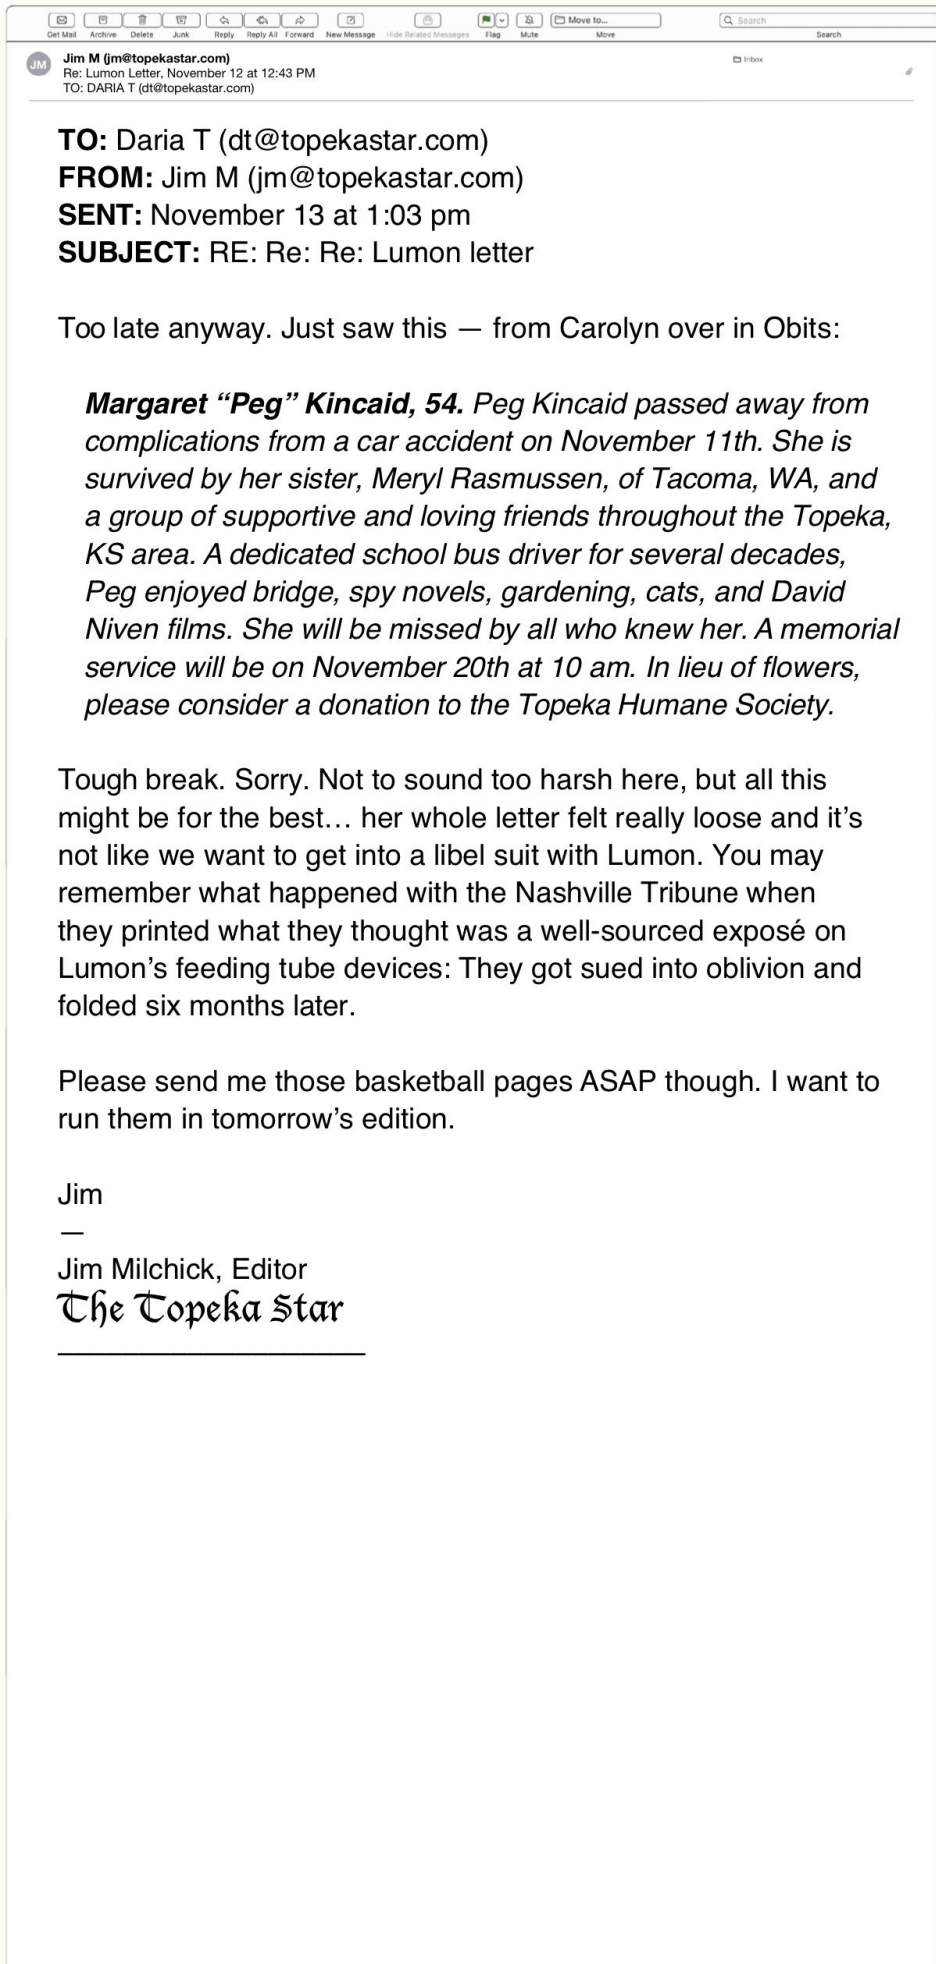 Get Mail Archive Delete Junk Reply Reply All Forward New Message Hide Related Messages Flag Mute Move to... Move Search Search
JM
Jim M (jm@topekastar.com)
Re: Lumon Letter, November 12 at 12:43 PM
TO: DARIA T (dt@topekastar.com)
Inbox
TO: Daria T (dt@topekastar.com)
FROM: Jim M (jm@topekastar.com)
SENT: November 13 at 1:03 pm
SUBJECT: RE: Re: Re: Lumon letter
Too late anyway. Just saw this — from Carolyn over in Obits:
Margaret “Peg” Kincaid, 54. Peg Kincaid passed away from
complications from a car accident on November 11th. She is
survived by her sister, Meryl Rasmussen, of Tacoma, WA, and
a group of supportive and loving friends throughout the Topeka,
KS area. A dedicated school bus driver for several decades,
Peg enjoyed bridge, spy novels, gardening, cats, and David
Niven films. She will be missed by all who knew her. A memorial
service will be on November 20th at 10 am. In lieu of flowers,
please consider a donation to the Topeka Humane Society.
Tough break. Sorry. Not to sound too harsh here, but all this
might be for the best… her whole letter felt really loose and it’s
not like we want to get into a libel suit with Lumon. You may
remember what happened with the Nashville Tribune when
they printed what they thought was a well-sourced exposé on
Lumon’s feeding tube devices: They got sued into oblivion and
folded six months later.
Please send me those basketball pages ASAP though. I want to
run them in tomorrow’s edition.
Jim
—
Jim Milchick, Editor
The Topeka Star